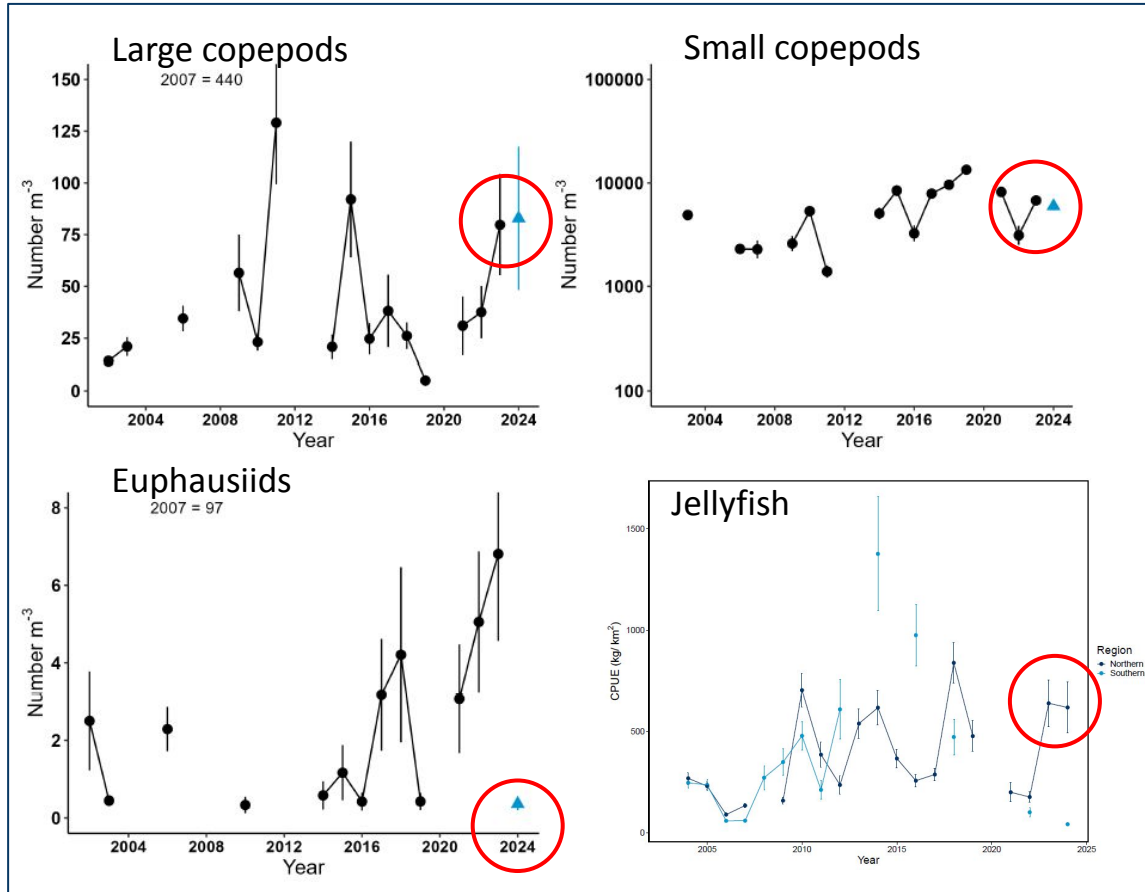 Large copepods
2007 = 440
150
125
100
75
50
25
0
Number m⁻³
2004 2008 2012 2016 2020 2024
Year
Small copepods
100000
10000
1000
100
Number m⁻³
2004 2008 2012 2016 2020 2024
Year
Euphausiids
2007 = 97
8
6
4
2
0
Number m⁻³
2004 2008 2012 2016 2020 2024
Year
Jellyfish
1500
1000
500
0
CPUE (kg/ km²)
2005 2010 2015 2020 2025
Year
Region
Northern
Southern